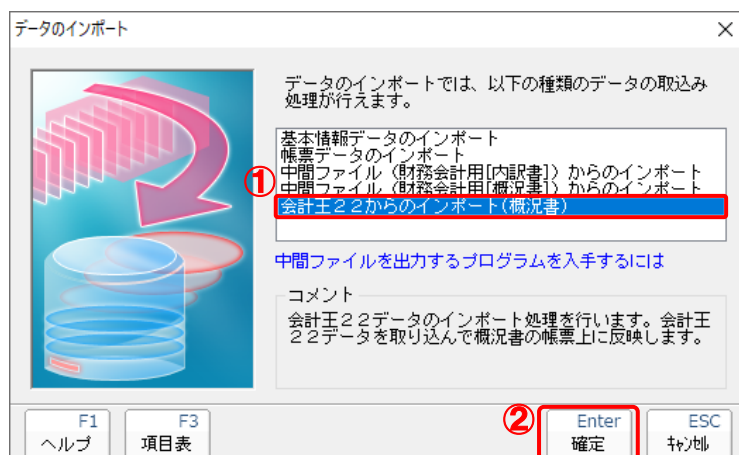 データのインポート
データのインポートでは、以下の種類のデータの取込み
処理が行えます。
基本情報データのインポート
帳票データのインポート
中間ファイル（財務会計用[内訳書]）からのインポート
中間ファイル（財務会計用[概況書]）からのインポート
①
会計王２２からのインポート(概況書)
中間ファイルを出力するプログラムを入手するには
コメント
会計王２２データのインポート処理を行います。会計王
２２データを取り込んで概況書の帳票上に反映します。
F1
ヘルプ
F3
項目表
②
Enter
確定
ESC
ｷｬﾝｾﾙ